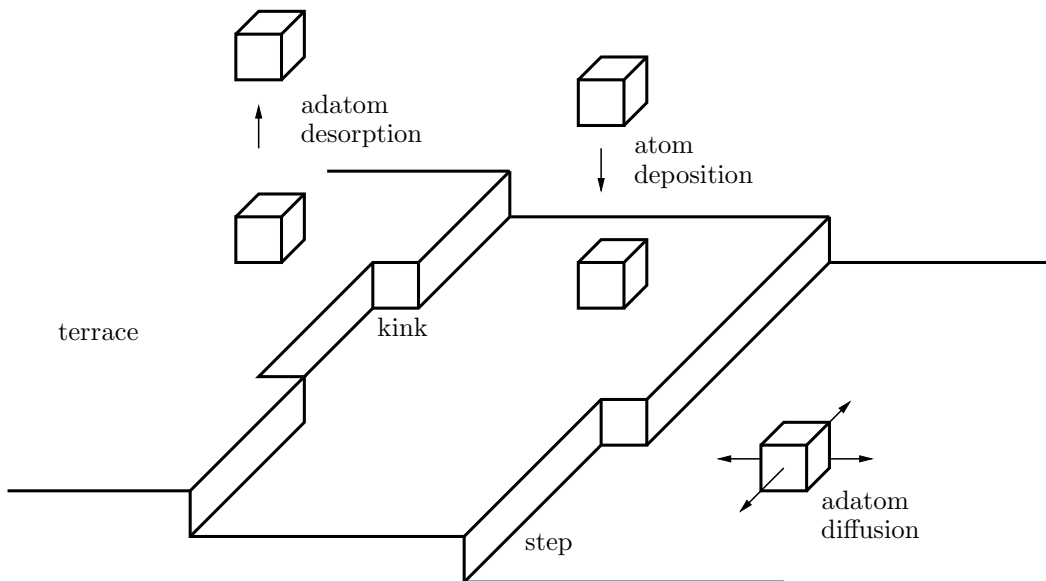 adatom
desorption
atom
deposition
terrace
kink
adatom
diffusion
step